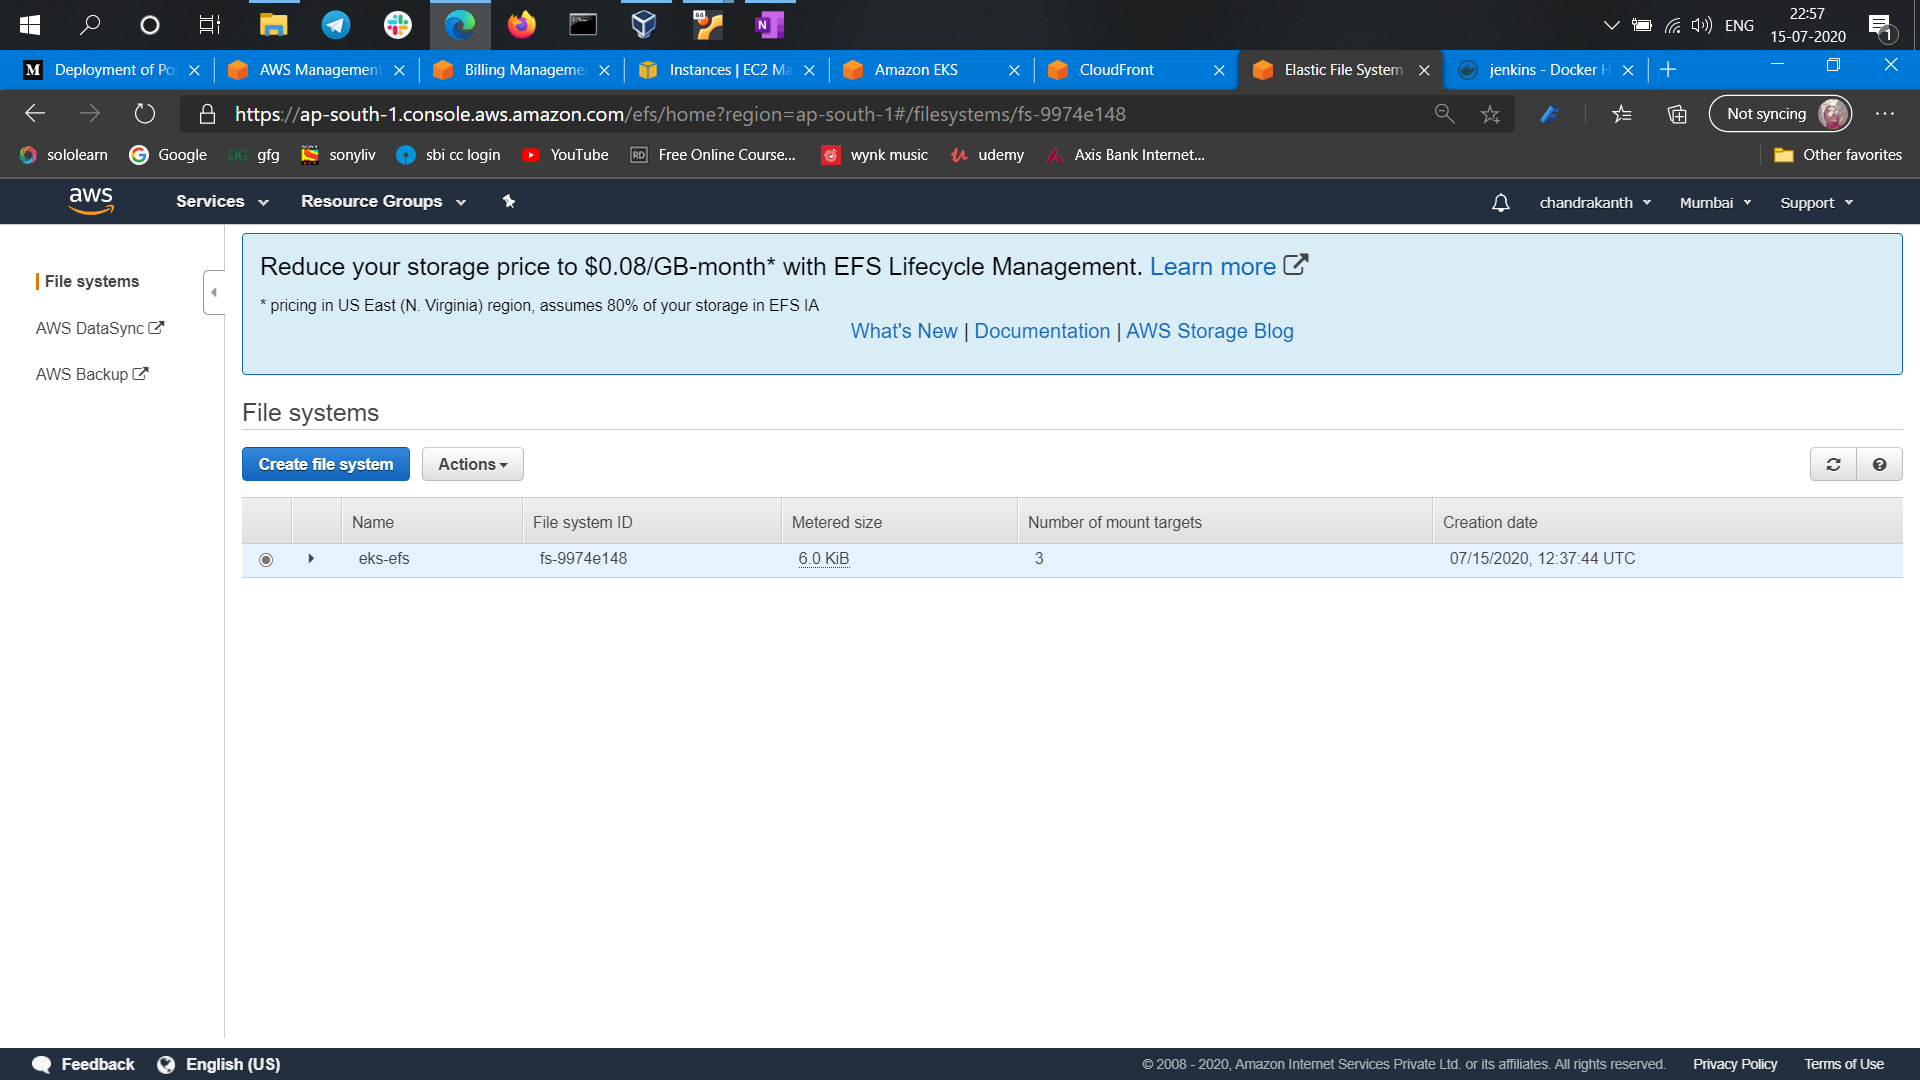 ENG
22:57
15-07-2020
1
Deployment of Po
AWS Management
Billing Manageme
Instances | EC2 Ma
Amazon EKS
CloudFront
Elastic File System
jenkins - Docker H
https://ap-south-1.console.aws.amazon.com/efs/home?region=ap-south-1#/filesystems/fs-9974e148
Not syncing
sololearn
Google
gfg
sonyliv
sbi cc login
YouTube
RD
Free Online Course...
wynk music
udemy
Axis Bank Internet...
Other favorites
aws
Services
Resource Groups
chandrakanth
Mumbai
Support
File systems
AWS DataSync
AWS Backup
Reduce your storage price to $0.08/GB-month* with EFS Lifecycle Management. Learn more
* pricing in US East (N. Virginia) region, assumes 80% of your storage in EFS IA
What's New | Documentation | AWS Storage Blog
File systems
Create file system
Actions
Name
File system ID
Metered size
Number of mount targets
Creation date
eks-efs
fs-9974e148
6.0 KiB
3
07/15/2020, 12:37:44 UTC
Feedback
English (US)
© 2008 - 2020, Amazon Internet Services Private Ltd. or its affiliates. All rights reserved.
Privacy Policy
Terms of Use